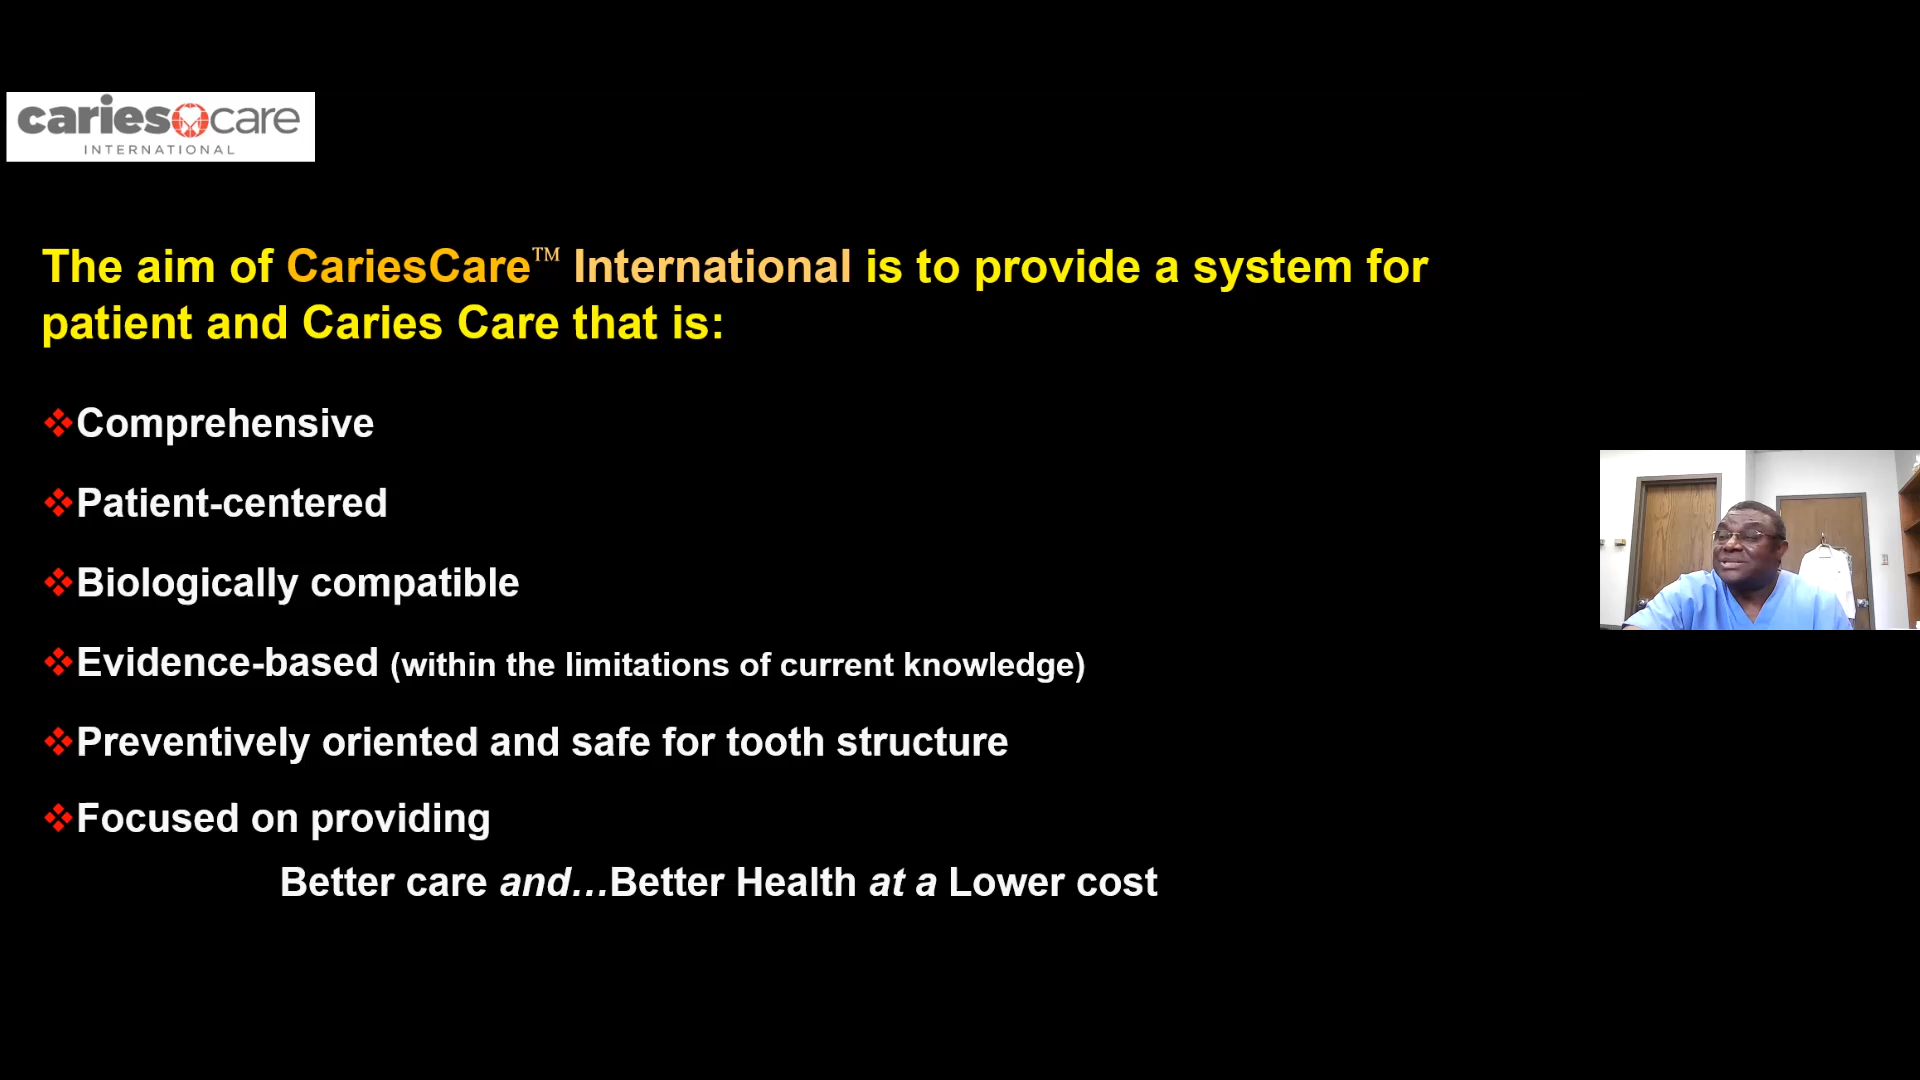 cariescare
INTERNATIONAL
The aim of CariesCare™ International is to provide a system for
patient and Caries Care that is:
❖Comprehensive
❖Patient-centered
❖Biologically compatible
❖Evidence-based (within the limitations of current knowledge)
❖Preventively oriented and safe for tooth structure
❖Focused on providing
Better care and…Better Health at a Lower cost